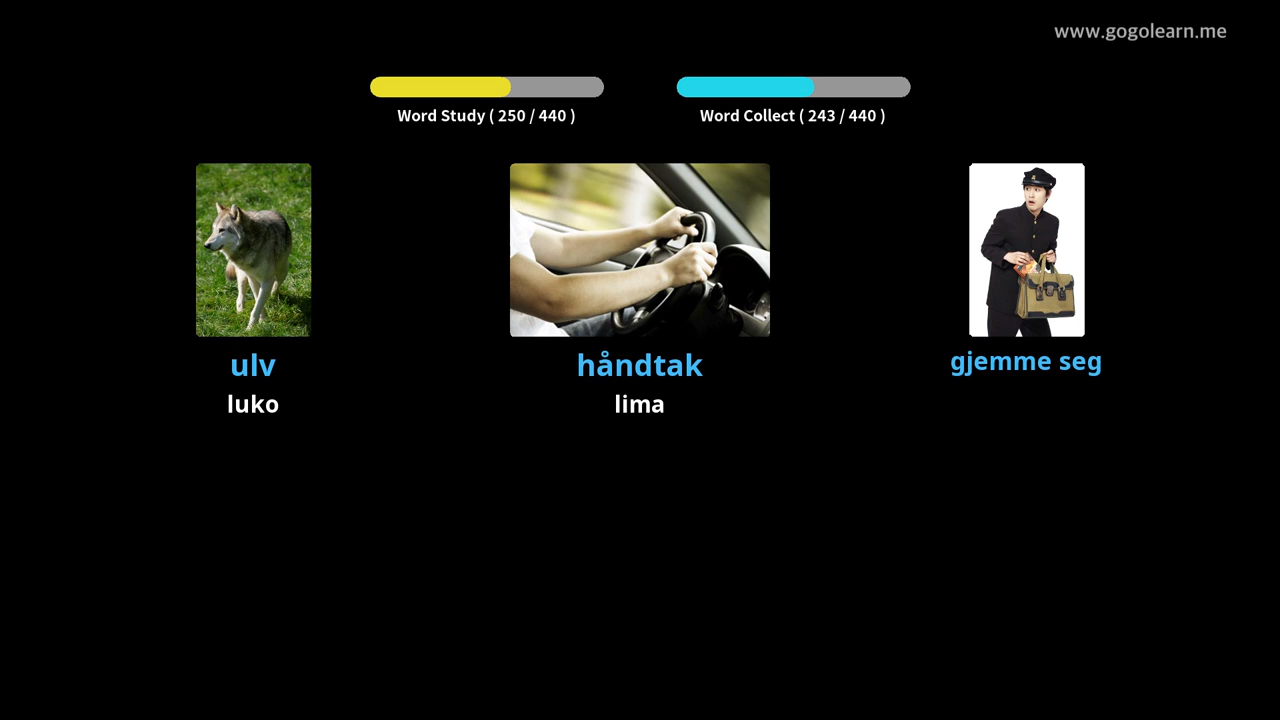 www.gogolearn.me
Word Study ( 250 / 440 )
Word Collect ( 243 / 440 )
ulv
håndtak
gjemme seg
luko
lima